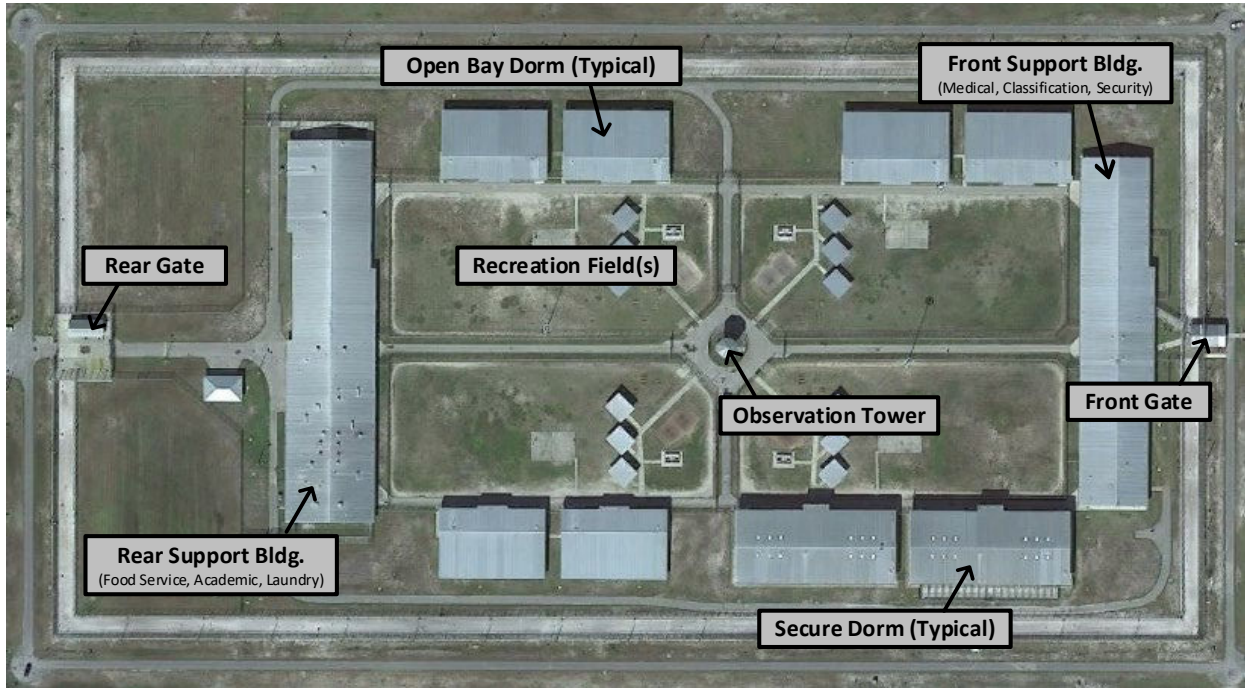 Open Bay Dorm (Typical)
Front Support Bldg.
(Medical, Classification, Security)
Rear Gate
Recreation Field(s)
Front Gate
Observation Tower
Rear Support Bldg.
(Food Service, Academic, Laundry)
Secure Dorm (Typical)